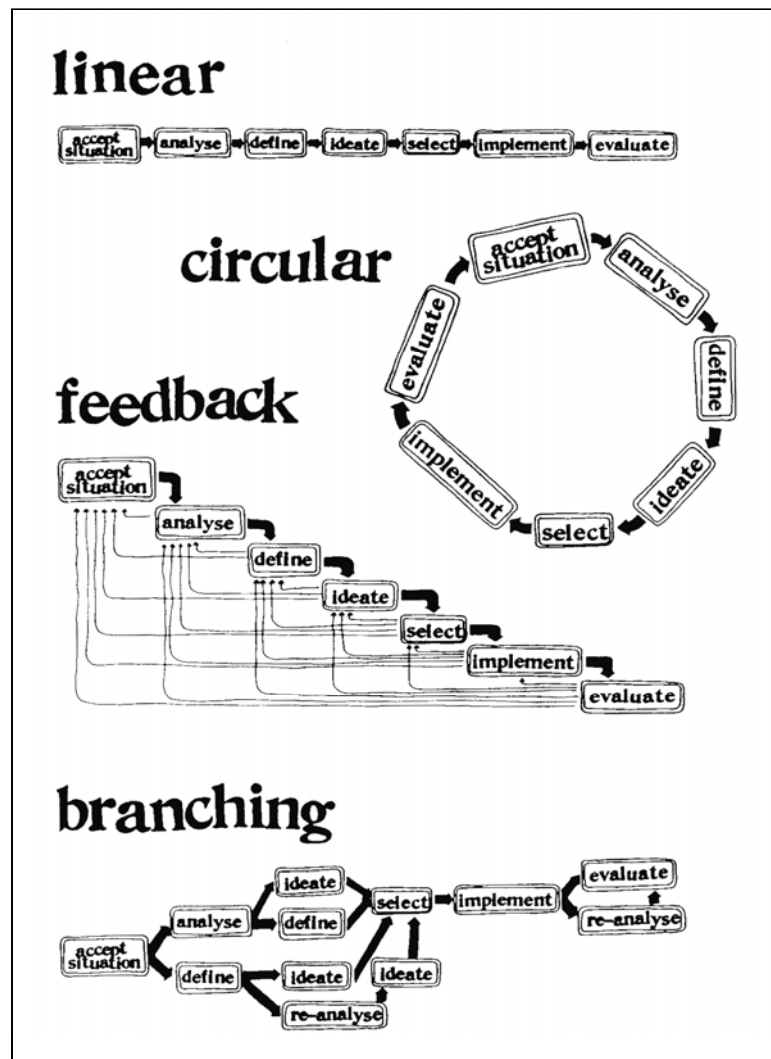 linear
accept
situation
analyse
define
ideate
select
implement
evaluate
circular
accept
situation
analyse
define
ideate
select
implement
evaluate
feedback
accept
situation
analyse
define
ideate
select
implement
evaluate
branching
accept
situation
analyse
ideate
define
define
ideate
re-analyse
ideate
select
implement
evaluate
re-analyse